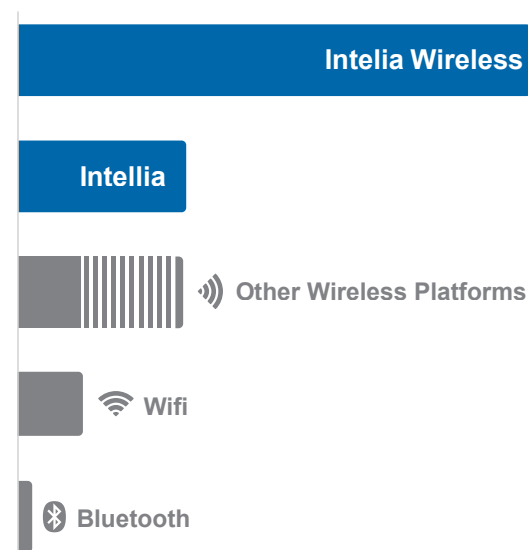 Intelia Wireless
Intellia
Other Wireless Platforms
Wifi
Bluetooth